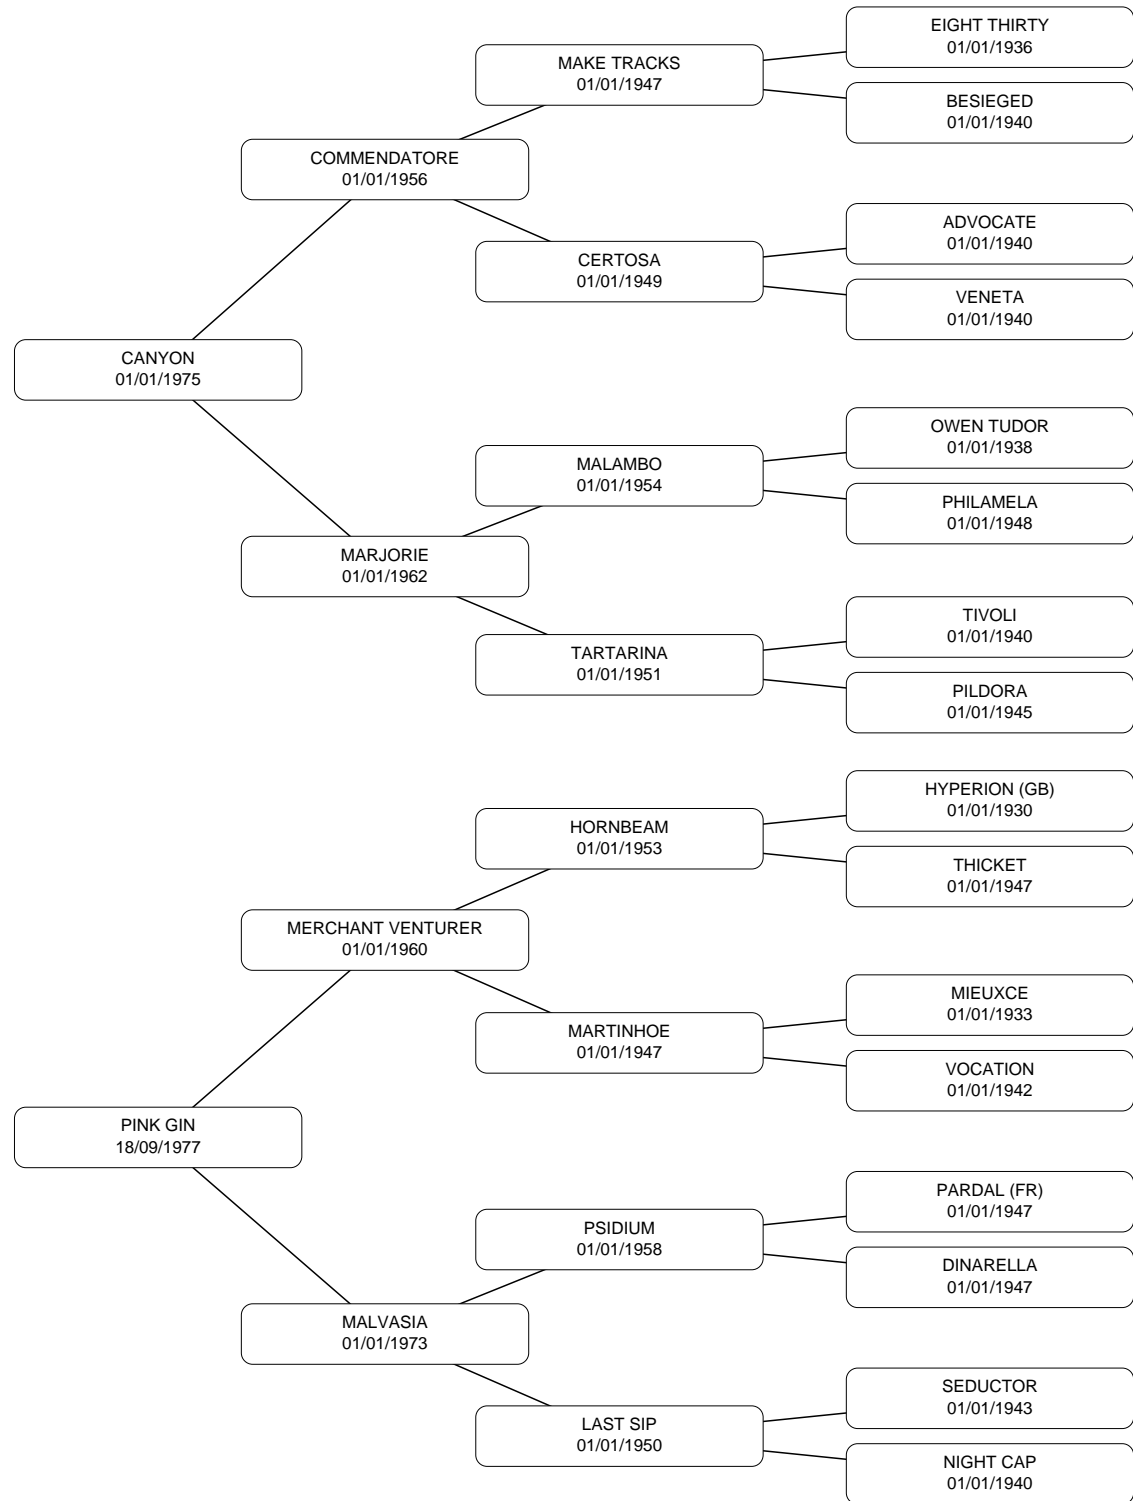 EIGHT THIRTY
01/01/1936
MAKE TRACKS
01/01/1947
BESIEGED
01/01/1940
COMMENDATORE
01/01/1956
ADVOCATE
01/01/1940
CERTOSA
01/01/1949
VENETA
01/01/1940
CANYON
01/01/1975
OWEN TUDOR
01/01/1938
MALAMBO
01/01/1954
PHILAMELA
01/01/1948
MARJORIE
01/01/1962
TIVOLI
01/01/1940
TARTARINA
01/01/1951
PILDORA
01/01/1945
HYPERION (GB)
01/01/1930
HORNBEAM
01/01/1953
THICKET
01/01/1947
MERCHANT VENTURER
01/01/1960
MIEUXCE
01/01/1933
MARTINHOE
01/01/1947
VOCATION
01/01/1942
PINK GIN
18/09/1977
PARDAL (FR)
01/01/1947
PSIDIUM
01/01/1958
DINARELLA
01/01/1947
MALVASIA
01/01/1973
SEDUCTOR
01/01/1943
LAST SIP
01/01/1950
NIGHT CAP
01/01/1940